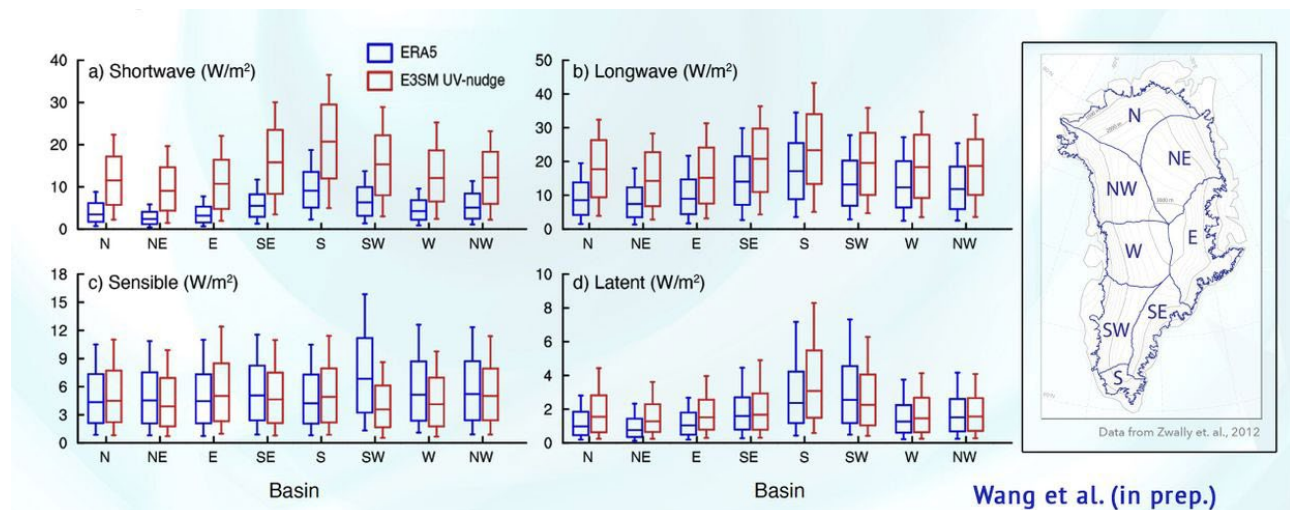 ERA5
E3SM UV-nudge
a) Shortwave (W/m²)
40
30
20
10
0
N NE E SE S SW W NW
b) Longwave (W/m²)
50
40
30
20
10
0
N NE E SE S SW W NW
c) Sensible (W/m²)
18
15
12
9
6
3
0
N NE E SE S SW W NW
Basin
d) Latent (W/m²)
10
8
6
4
2
0
N NE E SE S SW W NW
Basin
N
NE
NW
E
W
SE
SW
S
Data from Zwally et. al., 2012
Wang et al. (in prep.)